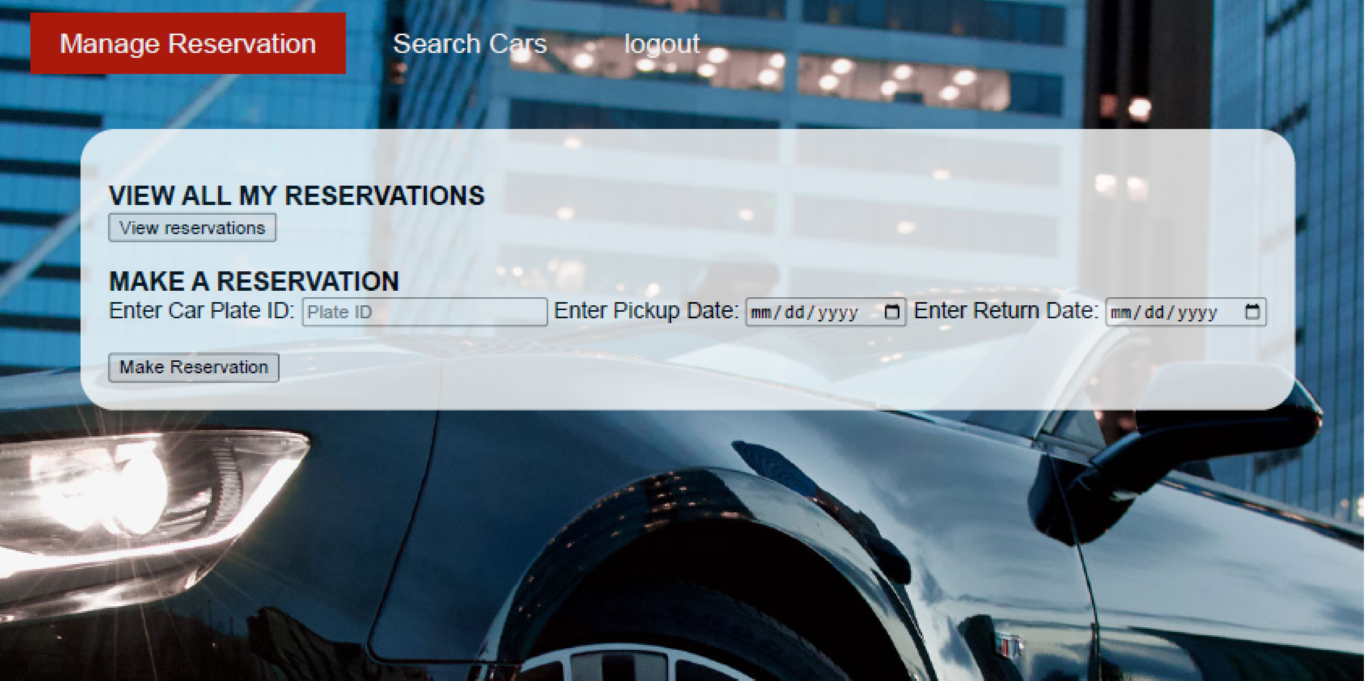 Manage Reservation Search Cars logout
VIEW ALL MY RESERVATIONS
View reservations
MAKE A RESERVATION
Enter Car Plate ID: Plate ID Enter Pickup Date: mm/dd/yyyy Enter Return Date: mm/dd/yyyy
Make Reservation